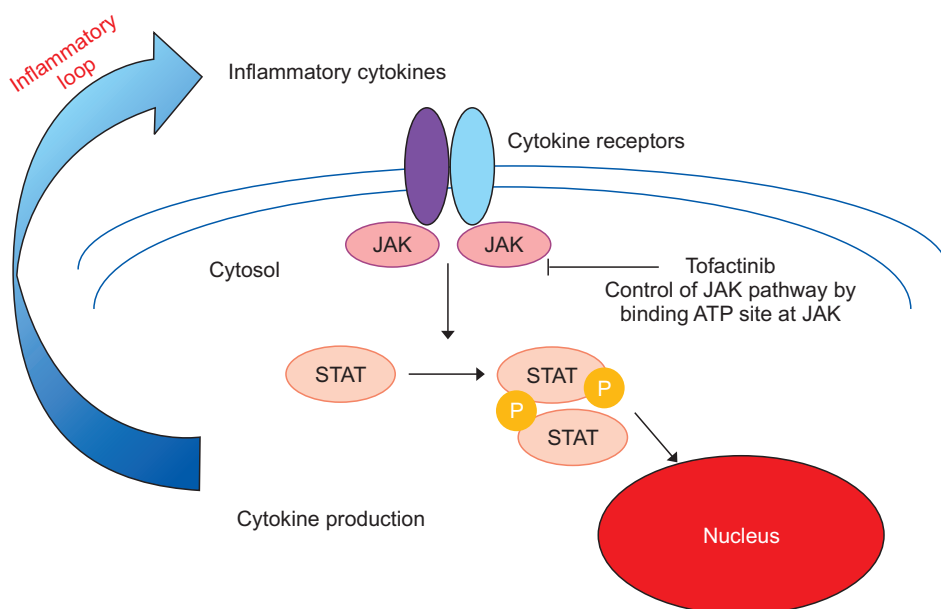 Inflammatory
loop
Inflammatory cytokines
Cytokine receptors
JAK
JAK
Cytosol
Tofactinib
Control of JAK pathway by
binding ATP site at JAK
STAT
STAT
P
P
STAT
Cytokine production
Nucleus